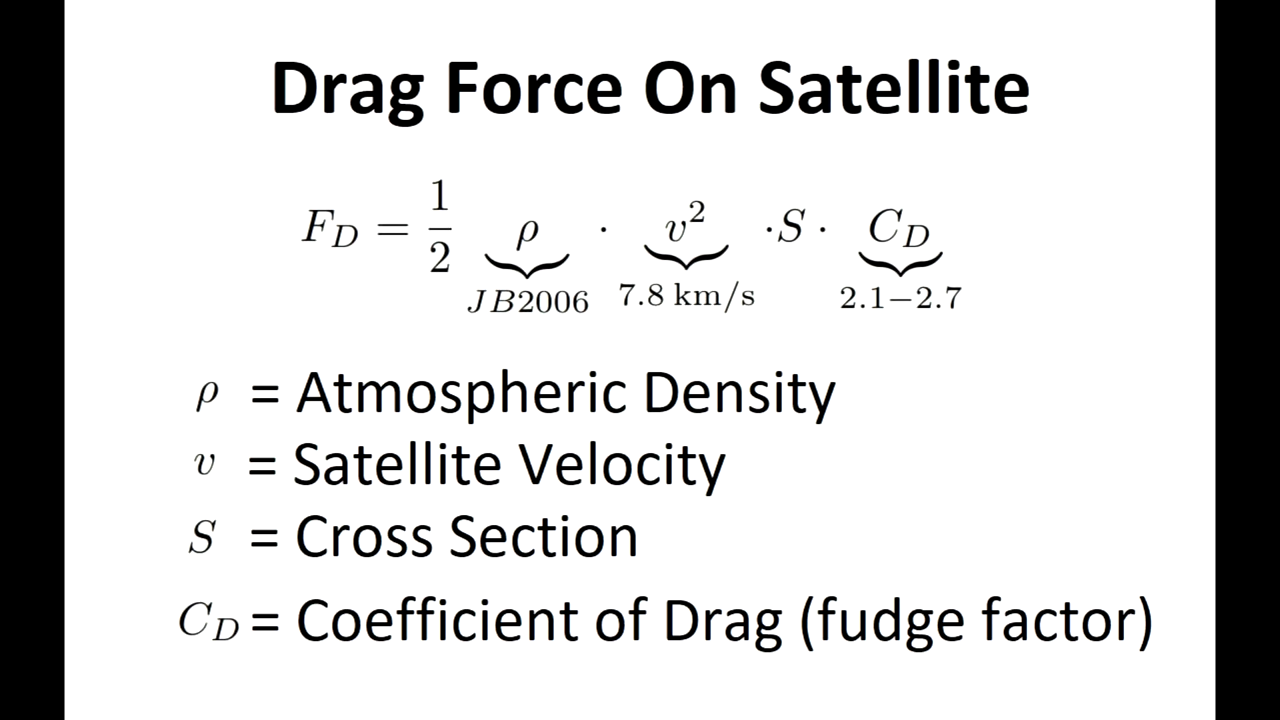 Drag Force On Satellite
F_D = 1/2 ρ · v² · S · C_D
JB2006 7.8 km/s 2.1−2.7
ρ = Atmospheric Density
v = Satellite Velocity
S = Cross Section
C_D = Coefficient of Drag (fudge factor)